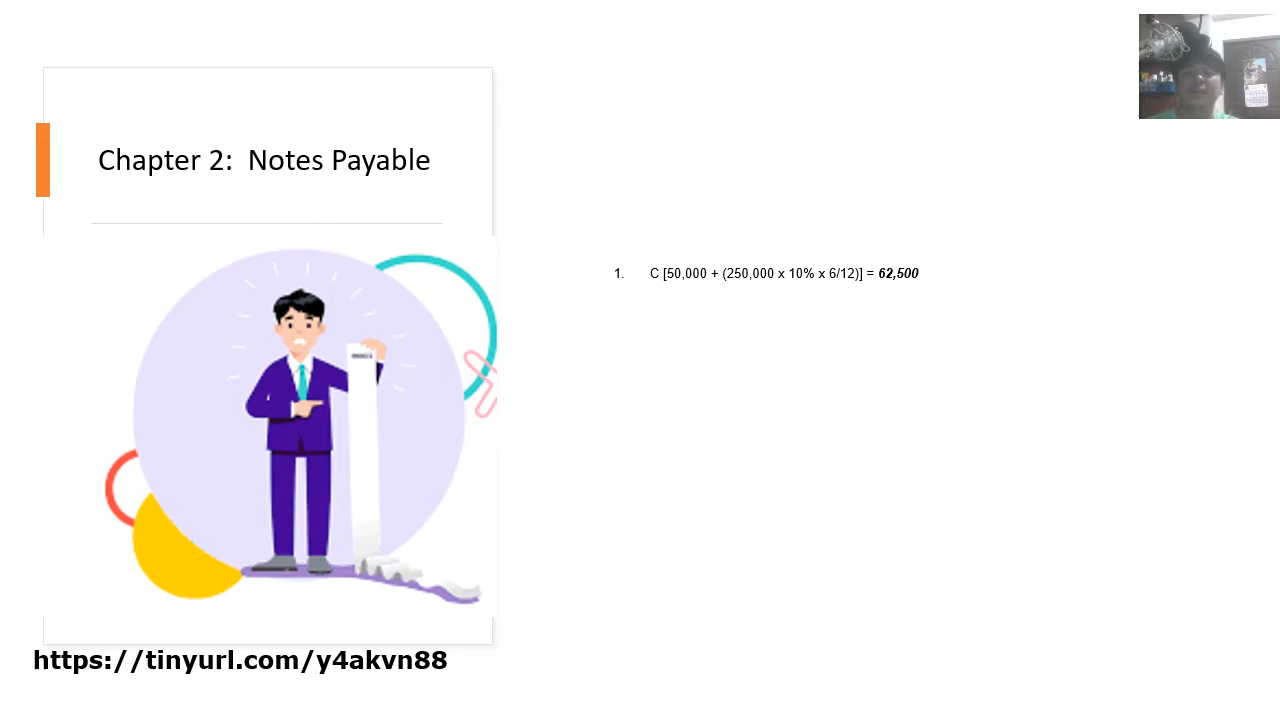 Chapter 2: Notes Payable
1. C [50,000 + (250,000 x 10% x 6/12)] = 62,500
https://tinyurl.com/y4akvn88